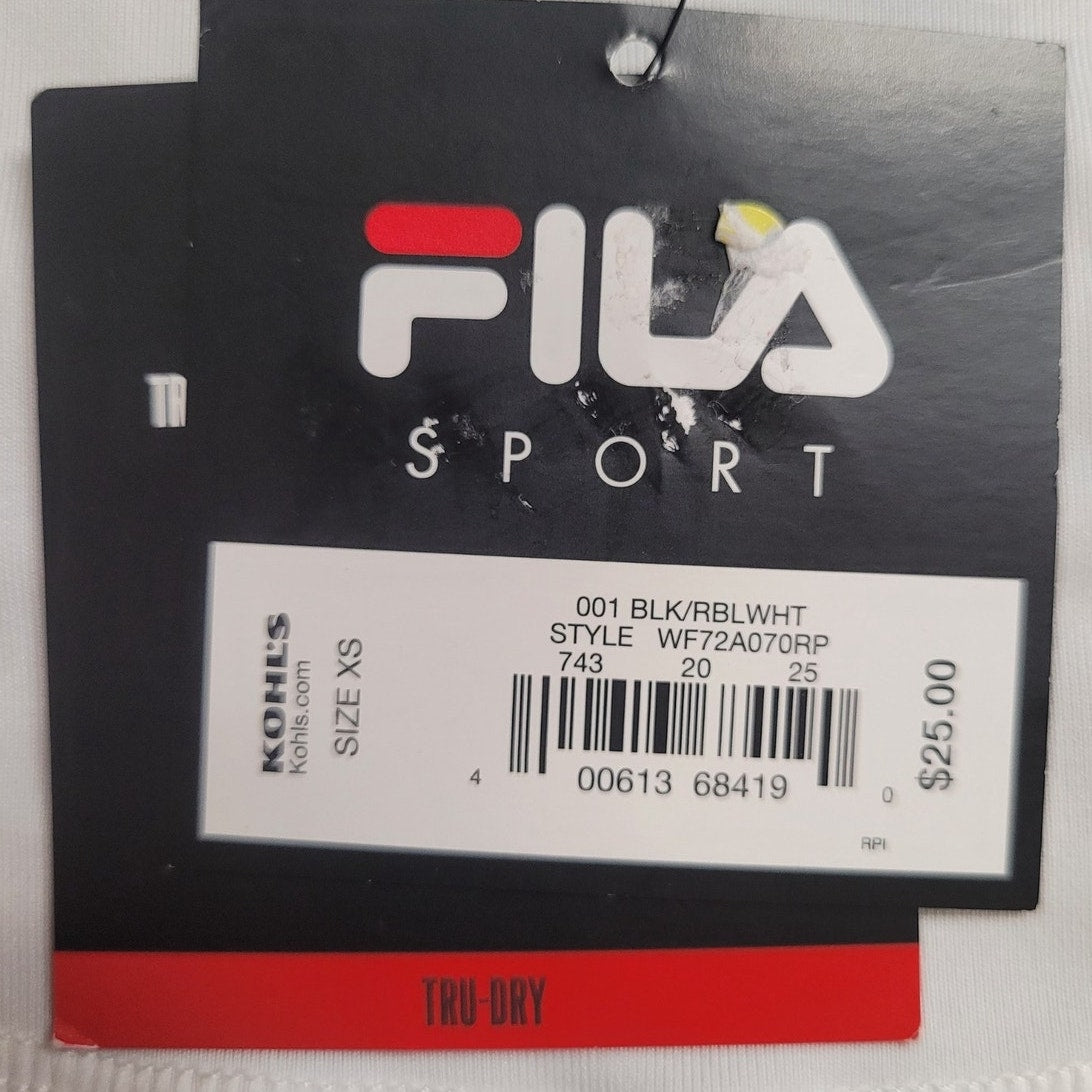 FILA
TR
SPORT
KOHL'S
Kohls.com
SIZE XS
001 BLK/RBLWHT
STYLE WF72A070RP
743 20 25
4 00613 68419 0
$25.00
RPI
TRU-DRY